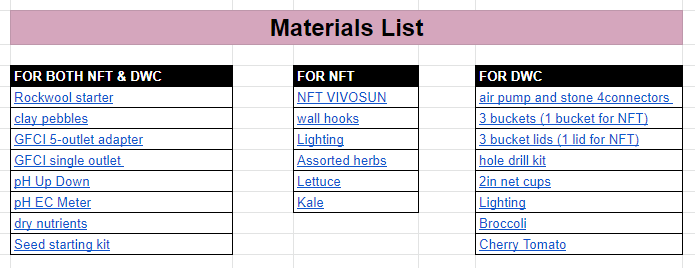 Materials List
FOR BOTH NFT & DWC
Rockwool starter
clay pebbles
GFCI 5-outlet adapter
GFCI single outlet
pH Up Down
pH EC Meter
dry nutrients
Seed starting kit
FOR NFT
NFT VIVOSUN
wall hooks
Lighting
Assorted herbs
Lettuce
Kale
FOR DWC
air pump and stone 4connectors
3 buckets (1 bucket for NFT)
3 bucket lids (1 lid for NFT)
hole drill kit
2in net cups
Lighting
Broccoli
Cherry Tomato